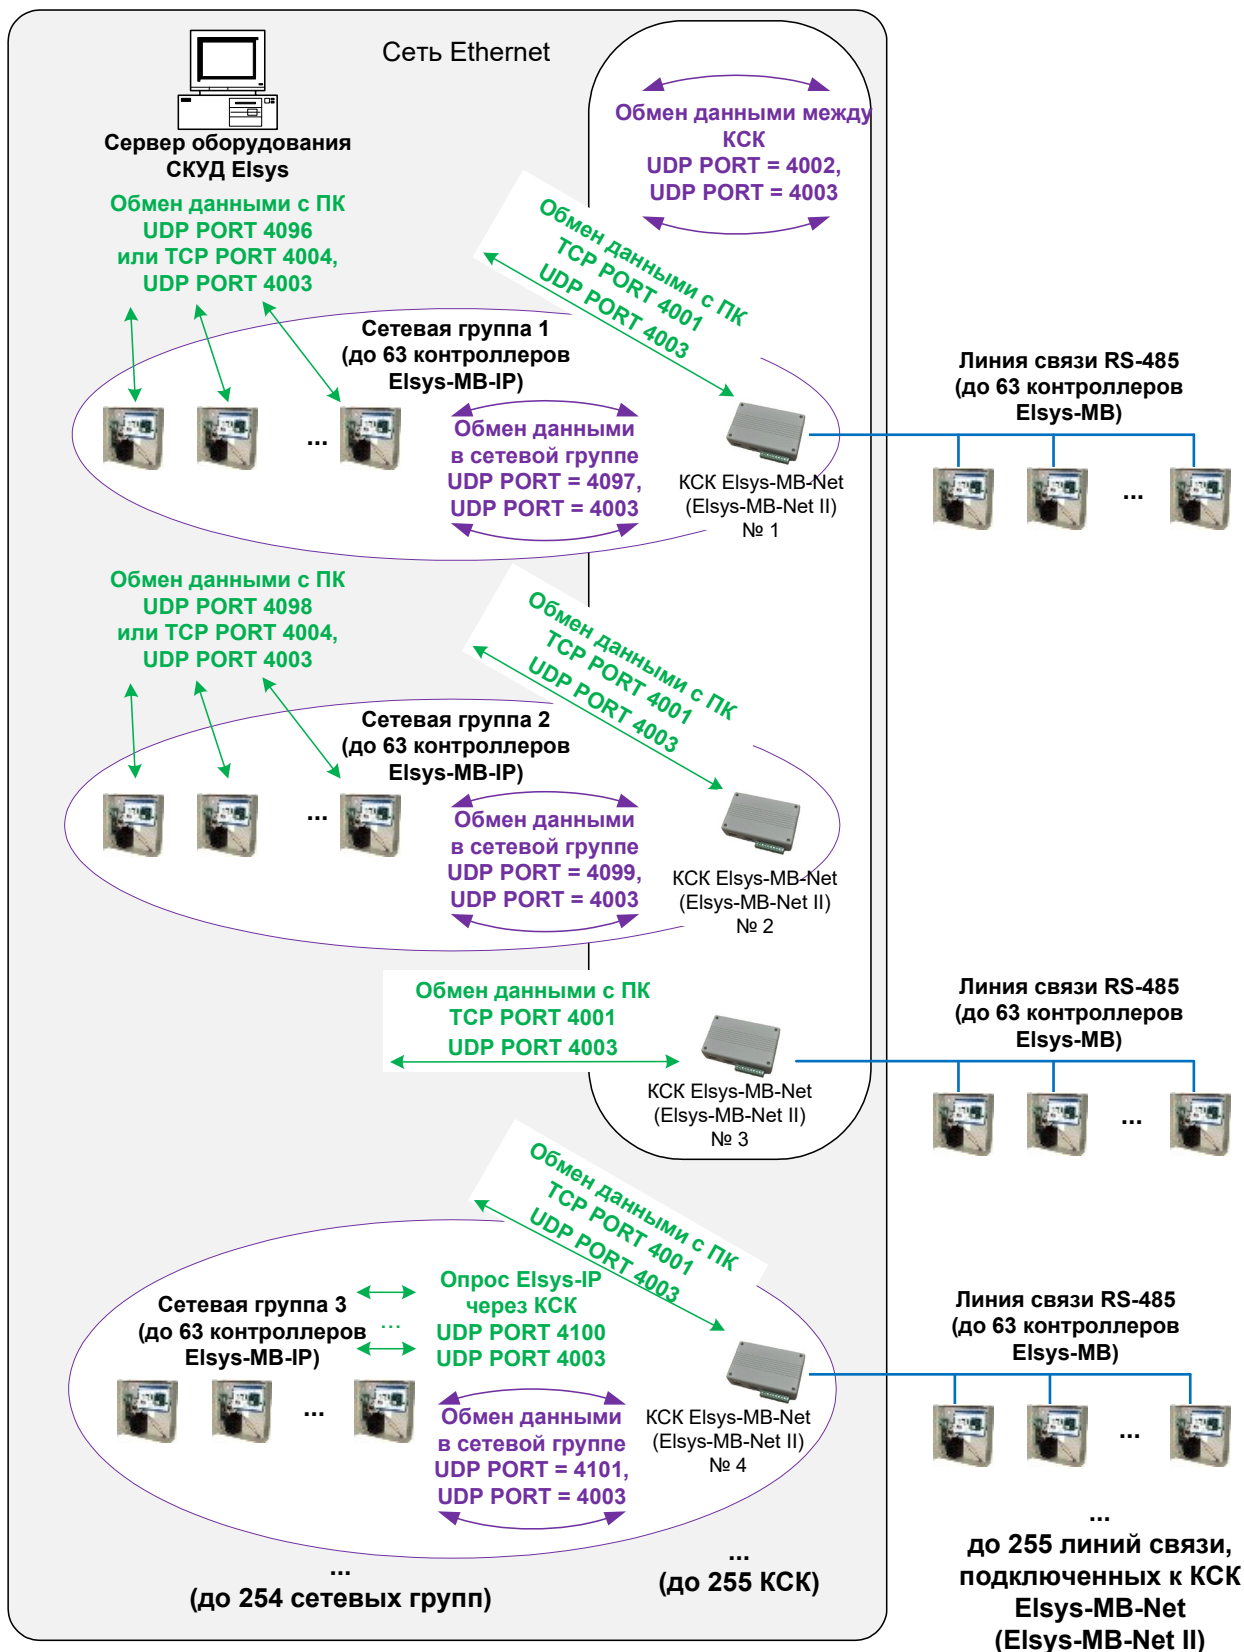 Сеть Ethernet
Сервер оборудования
СКУД Elsys
Обмен данными между
КСК
UDP PORT = 4002,
UDP PORT = 4003
Обмен данными с ПК
UDP PORT 4096
или TCP PORT 4004,
UDP PORT 4003
Обмен данными с ПК
TCP PORT 4001
UDP PORT 4003
Сетевая группа 1
(до 63 контроллеров
Elsys-MB-IP)
...
Обмен данными
в сетевой группе
UDP PORT = 4097,
UDP PORT = 4003
КСК Elsys-MB-Net
(Elsys-MB-Net II)
№ 1
Линия связи RS-485
(до 63 контроллеров
Elsys-MB)
...
Обмен данными с ПК
UDP PORT 4098
или TCP PORT 4004,
UDP PORT 4003
Обмен данными с ПК
TCP PORT 4001
UDP PORT 4003
Сетевая группа 2
(до 63 контроллеров
Elsys-MB-IP)
...
Обмен данными
в сетевой группе
UDP PORT = 4099,
UDP PORT = 4003
КСК Elsys-MB-Net
(Elsys-MB-Net II)
№ 2
Обмен данными с ПК
TCP PORT 4001
UDP PORT 4003
КСК Elsys-MB-Net
(Elsys-MB-Net II)
№ 3
Линия связи RS-485
(до 63 контроллеров
Elsys-MB)
...
Обмен данными с ПК
TCP PORT 4001
UDP PORT 4003
Сетевая группа 3
(до 63 контроллеров
Elsys-MB-IP)
...
...
Опрос Elsys-IP
через КСК
UDP PORT 4100
UDP PORT 4003
Обмен данными
в сетевой группе
UDP PORT = 4101,
UDP PORT = 4003
КСК Elsys-MB-Net
(Elsys-MB-Net II)
№ 4
Линия связи RS-485
(до 63 контроллеров
Elsys-MB)
...
...
(до 254 сетевых групп)
...
(до 255 КСК)
...
до 255 линий связи,
подключенных к КСК
Elsys-MB-Net
(Elsys-MB-Net II)